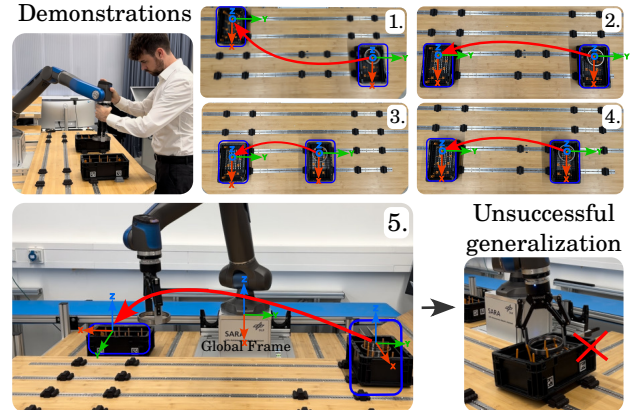 Demonstrations
1.
2.
3.
4.
5.
Z
Y
X
SARA
Global Frame
Unsuccessful
generalization